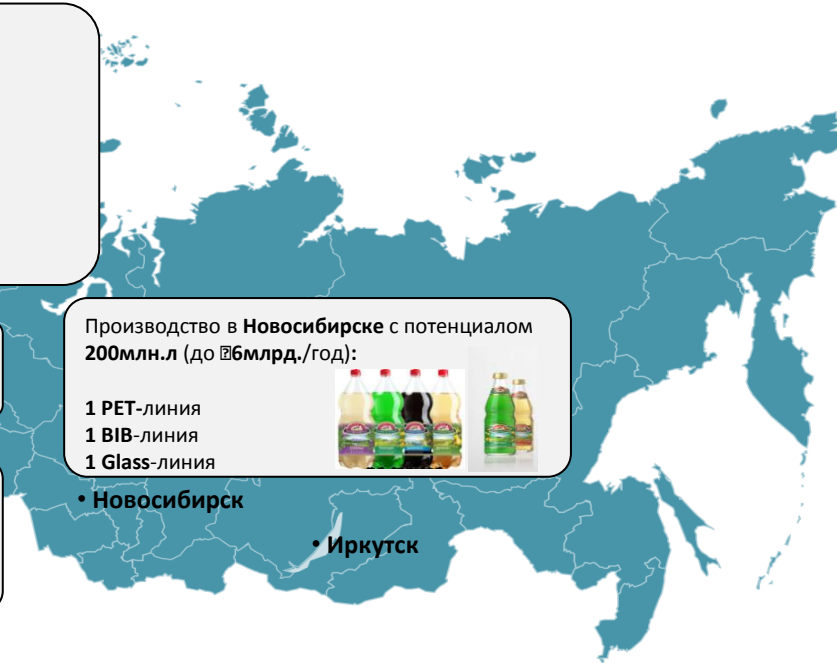 Производство в Новосибирске с потенциалом
200млн.л (до 6млрд./год):
1 PET-линия
1 BIB-линия
1 Glass-линия
• Новосибирск
• Иркутск